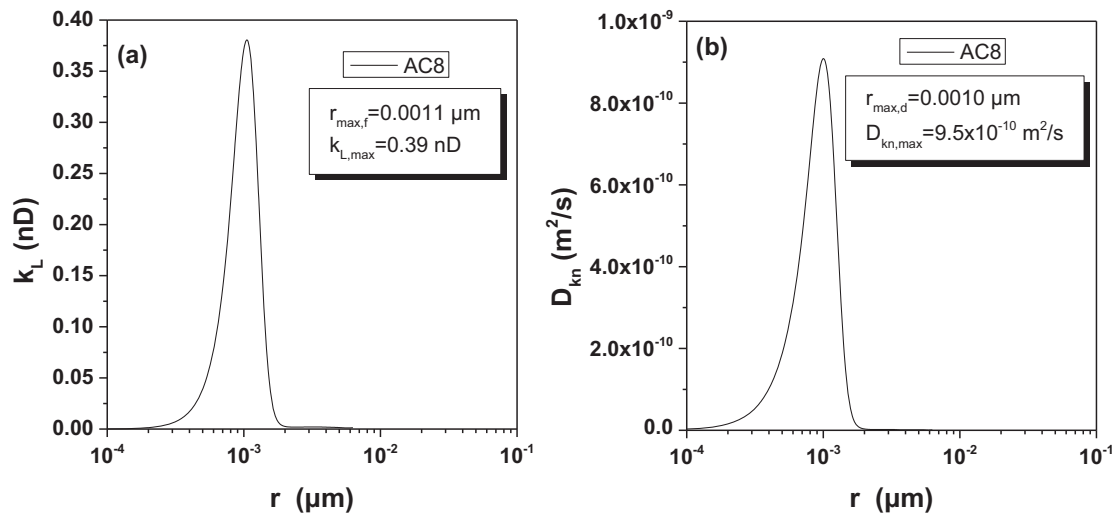 (a)
AC8
r_max,f=0.0011 µm
k_L,max=0.39 nD
0.40
0.35
0.30
0.25
0.20
0.15
0.10
0.05
0.00
k_L (nD)
10^-4
10^-3
10^-2
10^-1
r (µm)
(b)
AC8
r_max,d=0.0010 µm
D_kn,max=9.5x10^-10 m^2/s
1.0x10^-9
8.0x10^-10
6.0x10^-10
4.0x10^-10
2.0x10^-10
0.0
D_kn (m^2/s)
10^-4
10^-3
10^-2
10^-1
r (µm)